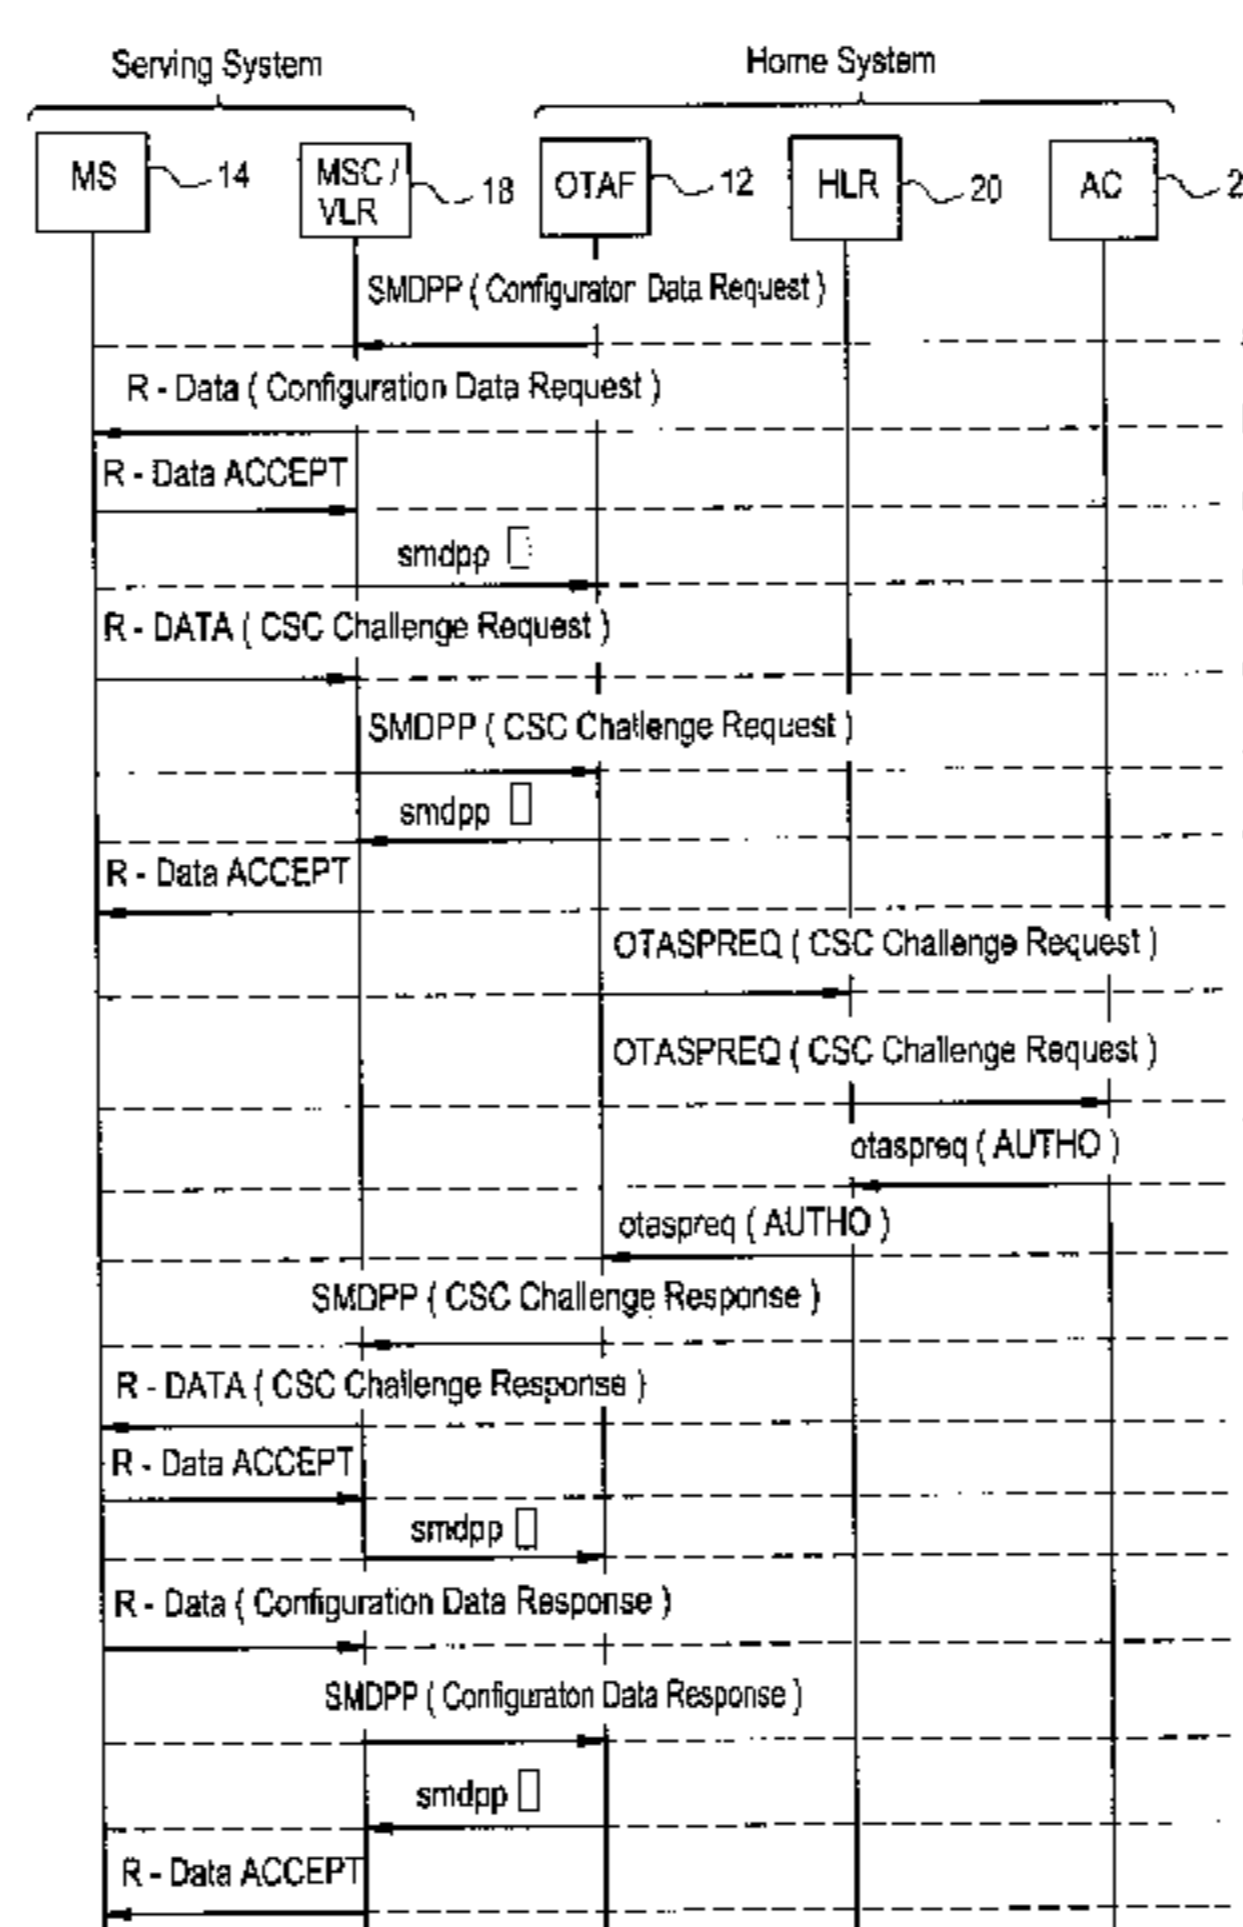 Serving System
Home System
MS
14
MSC /
VLR
18
OTAF
12
HLR
20
AC
2
SMDPP ( Configuraton Data Request )
R - Data ( Configuration Data Request )
R - Data ACCEPT
smdpp []
R - DATA ( CSC Challenge Request )
SMDPP ( CSC Challenge Request )
smdpp []
R - Data ACCEPT
OTASPREQ ( CSC Challenge Request )
OTASPREQ ( CSC Challenge Request )
otaspreq ( AUTHO )
otaspreq ( AUTHO )
SMDPP ( CSC Challenge Response )
R - DATA ( CSC Challenge Response )
R - Data ACCEPT
smdpp []
R - Data ( Configuration Data Response )
SMDPP ( Configuraton Data Response )
smdpp []
R - Data ACCEPT